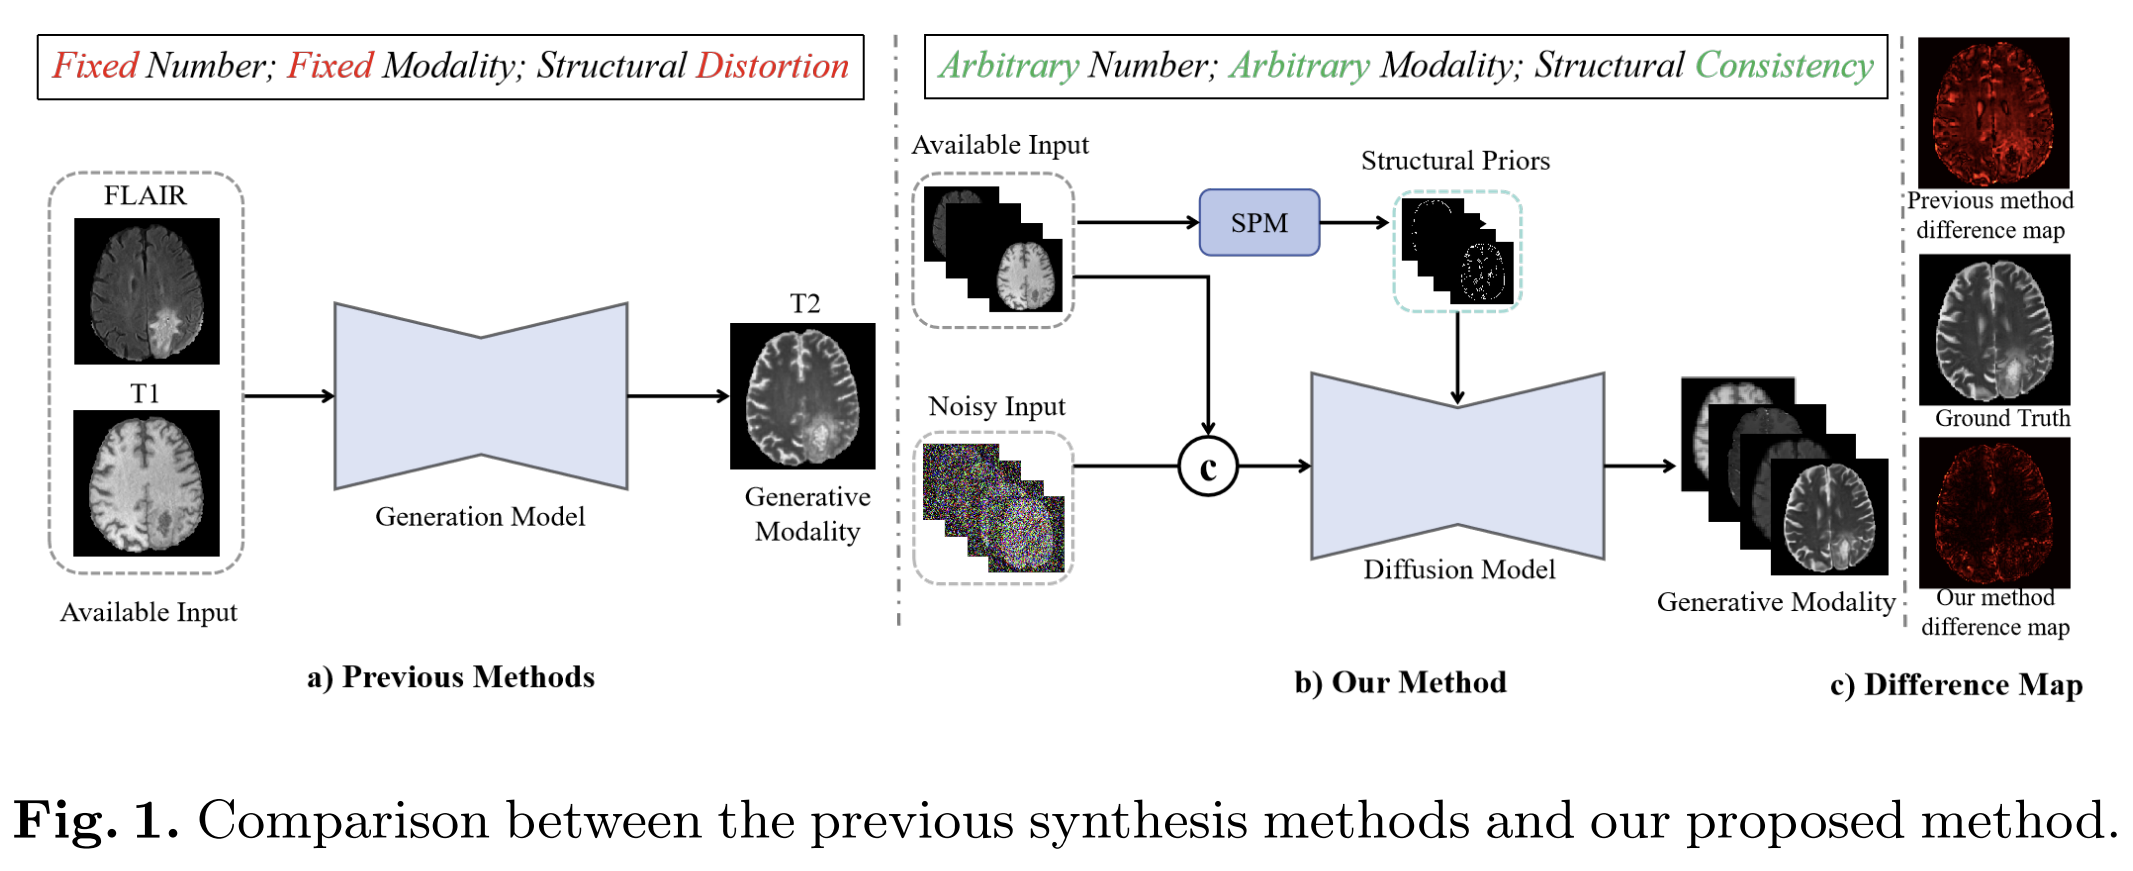 Fixed Number; Fixed Modality; Structural Distortion
FLAIR
T1
Available Input
Generation Model
T2
Generative
Modality
a) Previous Methods
Arbitrary Number; Arbitrary Modality; Structural Consistency
Available Input
SPM
Structural Priors
Noisy Input
c
Diffusion Model
Generative Modality
b) Our Method
Previous method
difference map
Ground Truth
Our method
difference map
c) Difference Map
Fig. 1. Comparison between the previous synthesis methods and our proposed method.